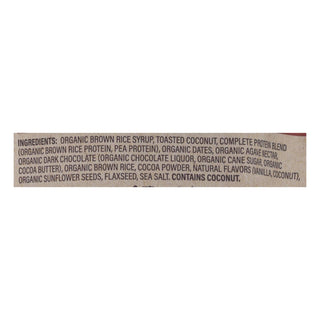 INGREDIENTS: ORGANIC BROWN RICE SYRUP, TOASTED COCONUT, COMPLETE PROTEIN BLEND
(ORGANIC BROWN RICE PROTEIN, PEA PROTEIN), ORGANIC DATES, ORGANIC AGAVE NECTAR,
ORGANIC DARK CHOCOLATE (ORGANIC CHOCOLATE LIQUOR, ORGANIC CANE SUGAR, ORGANIC
COCOA BUTTER), ORGANIC BROWN RICE, COCOA POWDER, NATURAL FLAVORS (VANILLA, COCONUT),
ORGANIC SUNFLOWER SEEDS, FLAXSEED, SEA SALT. CONTAINS COCONUT.